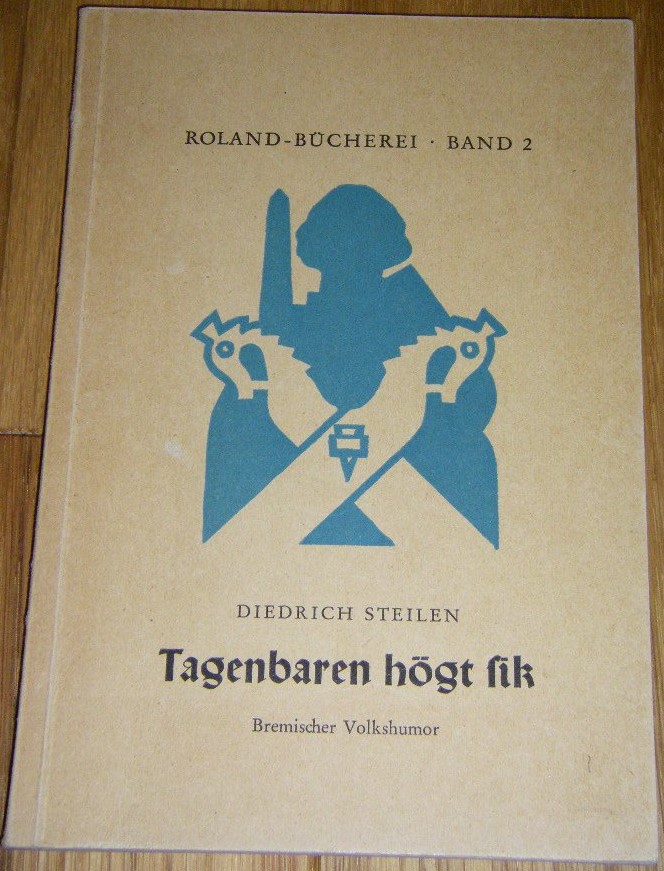 ROLAND-BÜCHEREI · BAND 2
DIEDRICH STEILEN
Tagenbaren högt ſik
Bremischer Volkshumor